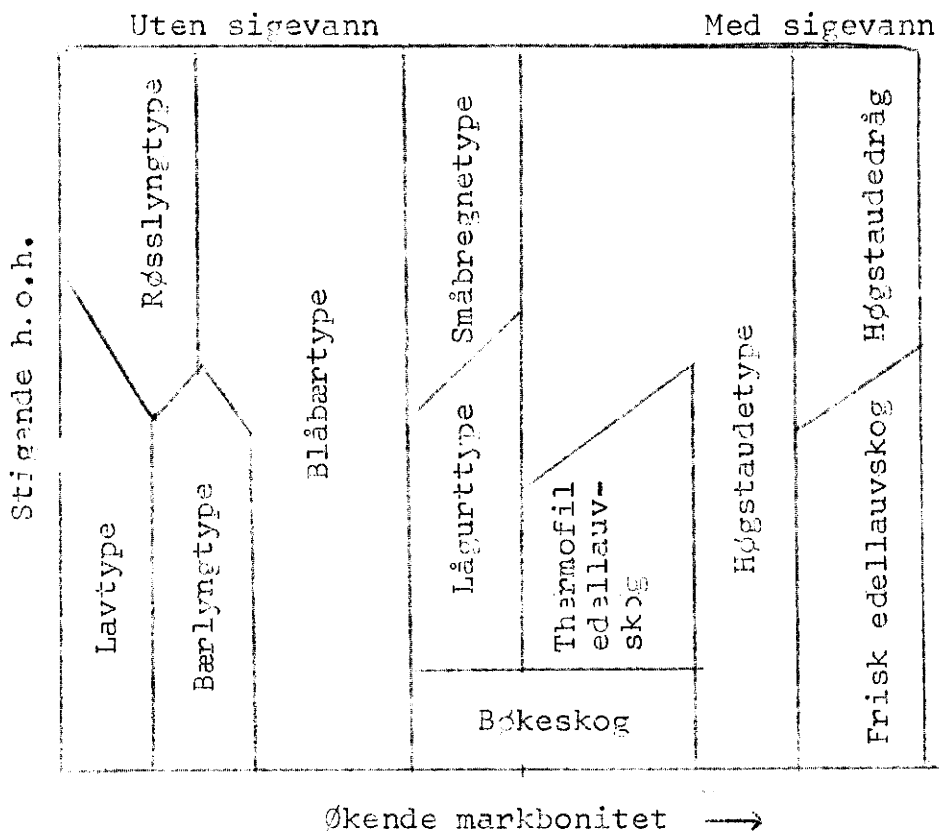 Uten sigevann
Med sigevann
Stigende h.o.h.
Lavtype
Røsslyngtype
Bærlyngtype
Blåbærtype
Småbregnetype
Lågurttype
Thermofil
edellauv-
skog
Bøkeskog
Høgstaudetype
Høgstaudedråg
Frisk edellauvskog
Økende markbonitet →